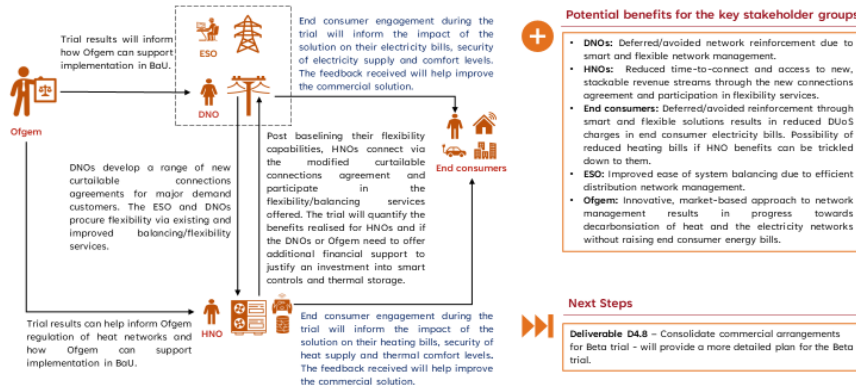 Trial results will inform
how Ofgem can support
implementation in BaU.
ESO
DNO
Ofgem
End consumer engagement during the
trial will inform the impact of the
solution on their electricity bills, security
of electricity supply and comfort levels.
The feedback received will help improve
the commercial solution.
End consumers
DNOs develop a range of new
curtailable connections
agreements for major demand
customers. The ESO and DNOs
procure flexibility via existing and
improved balancing/flexibility
services.
Post baselining their flexibility
capabilities, HNOs connect via
the modified curtailable
connections agreement and
participate in the
flexibility/balancing services
offered. The trial will quantify the
benefits realised for HNOs and if
the DNOs or Ofgem need to offer
additional financial support to
justify an investment into smart
controls and thermal storage.
HNO
Trial results can help inform Ofgem
regulation of heat networks and
how Ofgem can support
implementation in BaU.
End consumer engagement during the
trial will inform the impact of the
solution on their heating bills, security of
heat supply and thermal comfort levels.
The feedback received will help improve
the commercial solution.
Potential benefits for the key stakeholder groups
• DNOs: Deferred/avoided network reinforcement due to
smart and flexible network management.
• HNOs: Reduced time-to-connect and access to new,
stackable revenue streams through the new connections
agreement and participation in flexibility services.
• End consumers: Deferred/avoided reinforcement through
smart and flexible solutions results in reduced DUoS
charges in end consumer electricity bills. Possibility of
reduced heating bills if HNO benefits can be trickled
down to them.
• ESO: Improved ease of system balancing due to efficient
distribution network management.
• Ofgem: Innovative, market-based approach to network
management results in progress towards
decarbonsiation of heat and the electricity networks
without raising end consumer energy bills.
Next Steps
Deliverable D4.8 – Consolidate commercial arrangements
for Beta trial - will provide a more detailed plan for the Beta
trial.